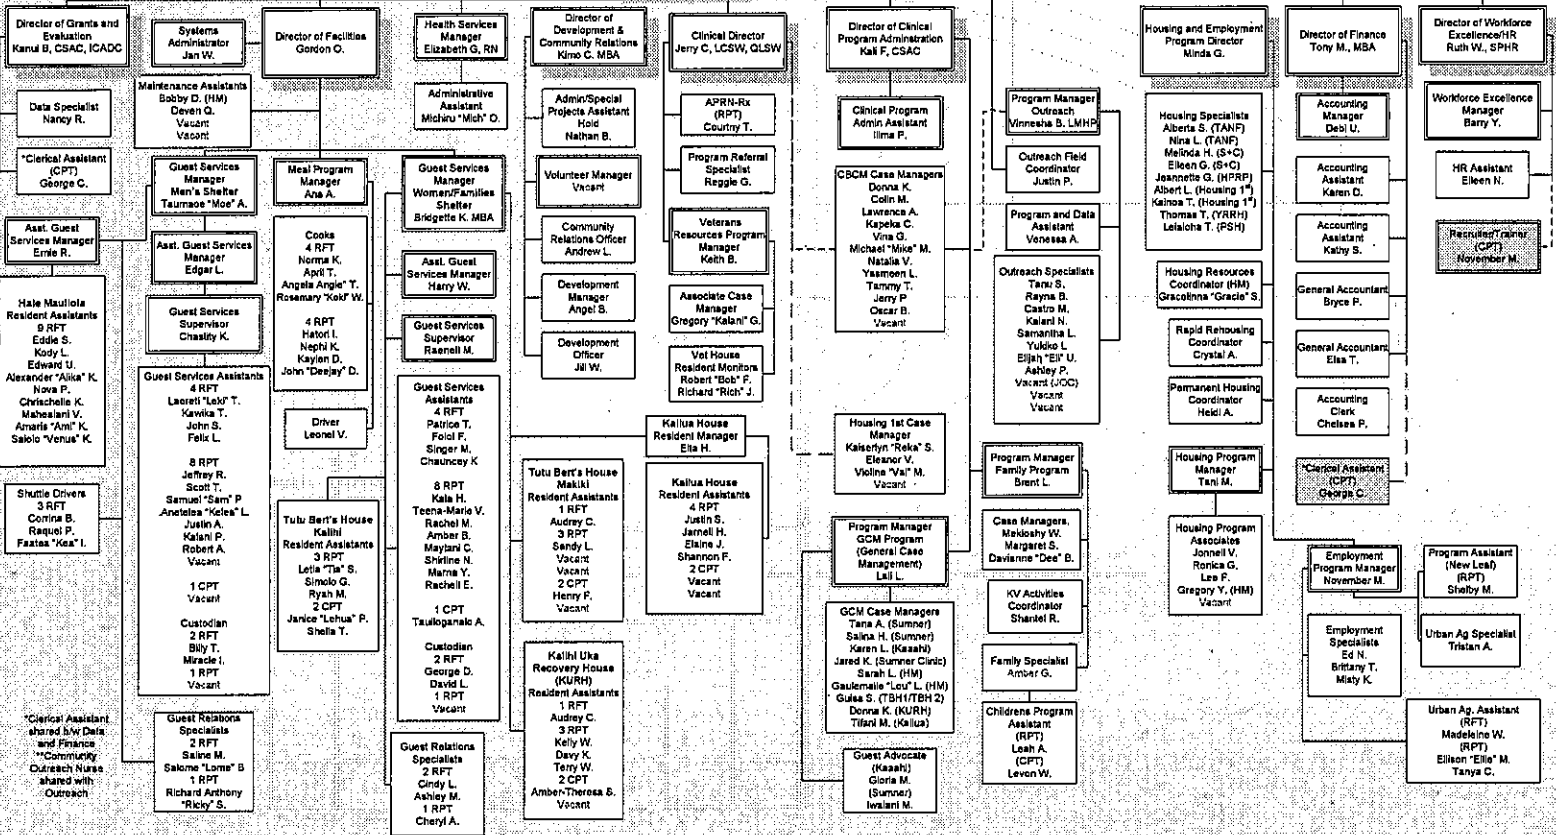 Director of Grants and
Evaluation
Kanui B, CSAC, ICADC
Systems
Administrator
Jan W.
Director of Facilities
Gordon O.
Health Services
Manager
Elizabeth G, RN
Director of
Development &
Community Relations
Kimo C. MBA
Clinical Director
Jerry C, LCSW, QLSW
Director of Clinical
Program Administration
Kali F, CSAC
Housing and Employment
Program Director
Minda G.
Director of Finance
Tony M., MBA
Director of Workforce
Excellence/HR
Ruth W., SPHR
Data Specialist
Nancy R.
*Clerical Assistant
(CPT)
George C.
Maintenance Assistants
Bobby D. (HM)
Deven Q.
Vacant
Vacant
Administrative
Assistant
Michiru "Mich" O.
Admin/Special
Projects Assistant
Hold
Nathan B.
APRN-Rx
(RPT)
Courtny T.
Clinical Program
Admin Assistant
Ilima P.
Program Manager
Outreach
Vinnesha B. LMHP
Housing Specialists
Alberta S. (TANF)
Nina L. (TANF)
Melinda H. (S+C)
Eileen G. (S+C)
Jeannette G. (HPRP)
Albert L. (Housing 1st)
Kainoa T. (Housing 1st)
Thomas T. (YRRH)
Leialoha T. (PSH)
Accounting
Manager
Debi U.
Workforce Excellence
Manager
Barry Y.
Guest Services
Manager
Men's Shelter
Taumaoe "Moe" A.
Meal Program
Manager
Ana A.
Guest Services
Manager
Women/Families
Shelter
Bridgette K. MBA
Volunteer Manager
Vacant
Program Referral
Specialist
Reggie G.
CBCM Case Managers
Donna K.
Colin M.
Lawrence A.
Kapeka C.
Vina G.
Michael "Mike" M.
Natalia V.
Yasmeen L.
Tammy T.
Jerry P
Oscar B.
Vacant
Outreach Field
Coordinator
Justin P.
Accounting
Assistant
Karen D.
HR Assistant
Eileen N.
Asst. Guest
Services Manager
Ernie R.
Asst. Guest Services
Manager
Edgar L.
Cooks
4 RFT
Norma K.
April T.
Angela Angie" T.
Rosemary "Keki" W.
4 RPT
Hatori I.
Nephi K.
Kaylen D.
John "Deejay" D.
Asst. Guest
Services Manager
Harry W.
Community
Relations Officer
Andrew L.
Veterans
Resources Program
Manager
Keith B.
Program and Data
Assistant
Venessa A.
Accounting
Assistant
Kathy S.
Recruiter/Trainer
(CPT)
November M.
Hale Mauliola
Resident Assistants
9 RFT
Eddie S.
Kody L.
Edward U.
Alexander "Alika" K.
Nova P.
Chrischelle K.
Mahealani V.
Amaris "Ami" K.
Saiolo "Venus" K.
Guest Services
Supervisor
Chastity K.
Guest Services
Supervisor
Raenell M.
Development
Manager
Angel S.
Associate Case
Manager
Gregory "Kalani" G.
Outreach Specialists
Tanu S.
Rayna B.
Castro M.
Kalani N.
Samantha L.
Yukiko L
Elijah "Eli" U.
Ashley P.
Vacant (JOC)
Vacant
Vacant
Housing Resources
Coordinator (HM)
Gracelinna "Gracie" S.
General Accountant
Bryce P.
Development
Officer
Jill W.
Vet House
Resident Monitors
Robert "Bob" F.
Richard "Rich" J.
Rapid Rehousing
Coordinator
Crystal A.
General Accountant
Elsa T.
Guest Services Assistants
4 RFT
Laoreti "Leki" T.
Kawika T.
John S.
Felix L.
8 RPT
Jeffrey R.
Scott T.
Samuel "Sam" P
Anetelea "Kelea" L
Justin A.
Kalani P.
Robert A.
Vacant
1 CPT
Vacant
Custodian
2 RFT
Billy T.
Miracle I.
1 RPT
Vacant
Driver
Leonel V.
Guest Services
Assistants
4 RFT
Patrice T.
Foloi F.
Singer M.
Chauncey K
8 RPT
Kala H.
Teena-Marie V.
Rachel M.
Amber B.
Maylani C.
Shirline N.
Marna Y.
Rachell E.
1 CPT
Tauiloganale A.
Custodian
2 RFT
George D.
David L.
1 RPT
Vacant
Permanent Housing
Coordinator
Heidi A.
Accounting
Clerk
Chelsea P.
Kailua House
Resident Manager
Ella H.
Housing 1st Case
Manager
Kaiserlyn "Reka" S.
Eleanor V.
Violina "Vai" M.
Vacant
Shuttle Drivers
3 RFT
Corrina B.
Raquel P.
Faatea "Kea" I.
Tutu Bert's House
Kalihi
Resident Assistants
3 RPT
Letia "Tia" S.
Simolo G.
Ryah M.
2 CPT
Janice "Lehua" P.
Sheila T.
Tutu Bert's House
Makiki
Resident Assistants
1 RFT
Audrey C.
3 RPT
Sandy L.
Vacant
Vacant
2 CPT
Henry F.
Vacant
Kailua House
Resident Assistants
4 RPT
Justin S.
Jarnell H.
Elaine J.
Shannon F.
2 CPT
Vacant
Vacant
Program Manager
Family Program
Brent L.
Housing Program
Manager
Tani M.
*Clerical Assistant
(CPT)
George C.
Program Manager
GCM Program
(General Case
Management)
Lali L.
Case Managers,
Mekioshy W.
Margaret S.
Davianne "Dee" B.
Housing Program
Associates
Jonnell V.
Ronica G.
Lee F.
Gregory Y. (HM)
Vacant
Employment
Program Manager
November M.
Program Assistant
(New Leaf)
(RPT)
Shelby M.
KV Activities
Coordinator
Shantel R.
GCM Case Managers
Tana A. (Sumner)
Salina H. (Sumner)
Karen L. (Kaaahi)
Jared K. (Sumner Clinic)
Sarah L. (HM)
Gaulemaile "Lou" L. (HM)
Guisa S. (TBH1/TBH 2)
Donna K. (KURH)
Tifani M. (Kailua)
Kalihi Uka
Recovery House
(KURH)
Resident Assistants
1 RFT
Audrey C.
3 RPT
Kelly W.
Davy K.
Terry W.
2 CPT
Amber-Theresa S.
Vacant
Family Specialist
Amber G.
Employment
Specialists
Ed N.
Brittany T.
Misty K.
Urban Ag Specialist
Tristan A.
*Clerical Assistant
shared b/w Data
and Finance
**Community
Outreach Nurse
shared with
Outreach
Guest Relations
Specialists
2 RFT
Saline M.
Salome "Lome" B
1 RPT
Richard Anthony
"Ricky" S.
Guest Relations
Specialists
2 RFT
Cindy L.
Ashley M.
1 RPT
Cheryl A.
Guest Advocate
(Kaaahi)
Gloria M.
(Sumner)
Iwalani M.
Childrens Program
Assistant
(RPT)
Leah A.
(CPT)
Levon W.
Urban Ag. Assistant
(RFT)
Madeleine W.
(RPT)
Ellison "Ellie" M.
Tanya C.